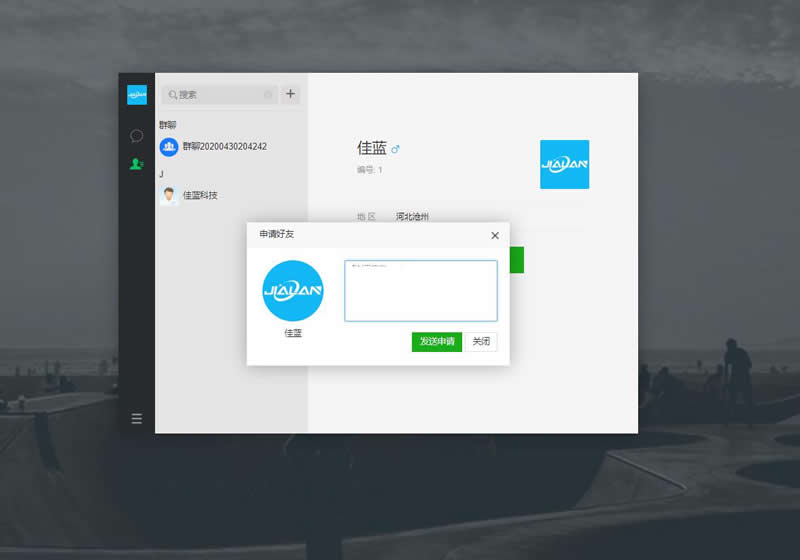 JIALAN
搜索
群聊
群聊20200430204242
J
佳蓝科技
佳蓝
编号: 1
JIALAN
地 区 河北沧州
申请好友
JIALAN
佳蓝
发送申请
关闭